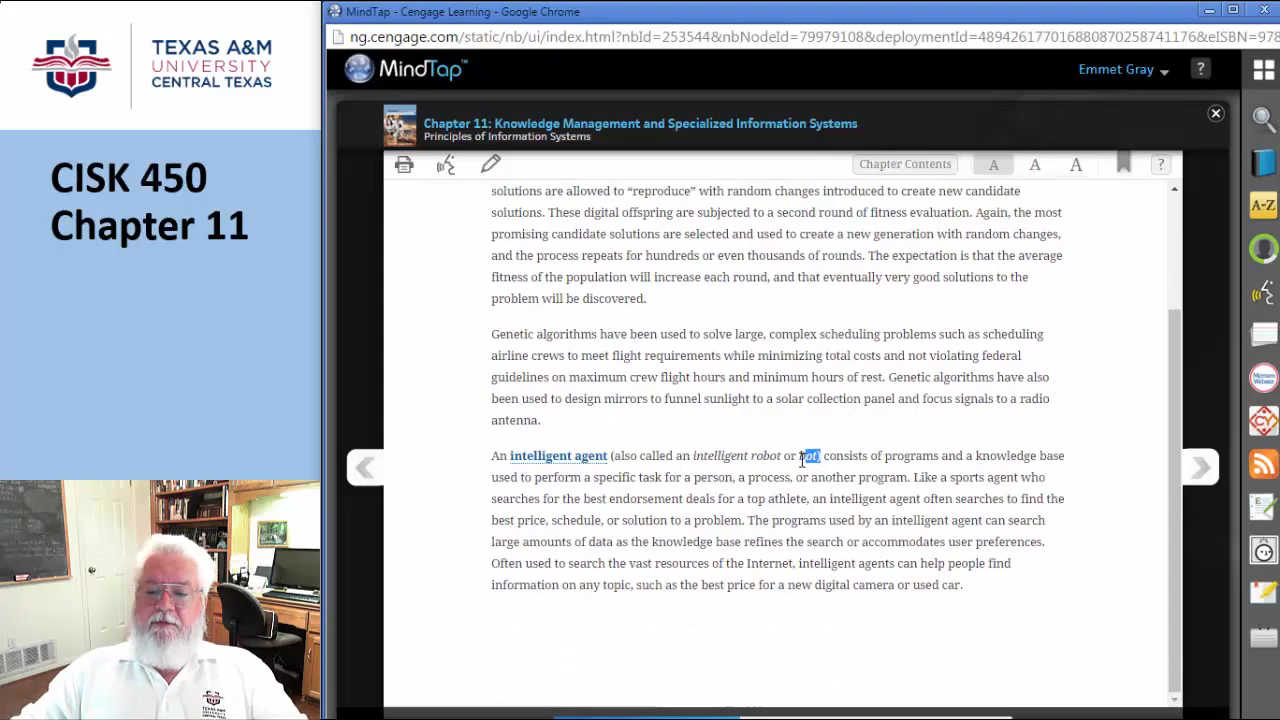 TEXAS A&M
UNIVERSITY
CENTRAL TEXAS
CISK 450
Chapter 11
MindTap - Cengage Learning - Google Chrome
ng.cengage.com/static/nb/ui/index.html?nbId=253544&nbNodeId=79979108&deploymentId=4894261770168870258741176&eISBN=978
MindTap™
Emmet Gray
?
Chapter 11: Knowledge Management and Specialized Information Systems
Principles of Information Systems
Chapter Contents
A
A
A
?
solutions are allowed to “reproduce” with random changes introduced to create new candidate
solutions. These digital offspring are subjected to a second round of fitness evaluation. Again, the most
promising candidate solutions are selected and used to create a new generation with random changes,
and the process repeats for hundreds or even thousands of rounds. The expectation is that the average
fitness of the population will increase each round, and that eventually very good solutions to the
problem will be discovered.
Genetic algorithms have been used to solve large, complex scheduling problems such as scheduling
airline crews to meet flight requirements while minimizing total costs and not violating federal
guidelines on maximum crew flight hours and minimum hours of rest. Genetic algorithms have also
been used to design mirrors to funnel sunlight to a solar collection panel and focus signals to a radio
antenna.
An intelligent agent (also called an intelligent robot or bot) consists of programs and a knowledge base
used to perform a specific task for a person, a process, or another program. Like a sports agent who
searches for the best endorsement deals for a top athlete, an intelligent agent often searches to find the
best price, schedule, or solution to a problem. The programs used by an intelligent agent can search
large amounts of data as the knowledge base refines the search or accommodates user preferences.
Often used to search the vast resources of the Internet, intelligent agents can help people find
information on any topic, such as the best price for a new digital camera or used car.
A-Z
Merriam
Webster
CY
TEXAS A&M
UNIVERSITY
CENTRAL TEXAS